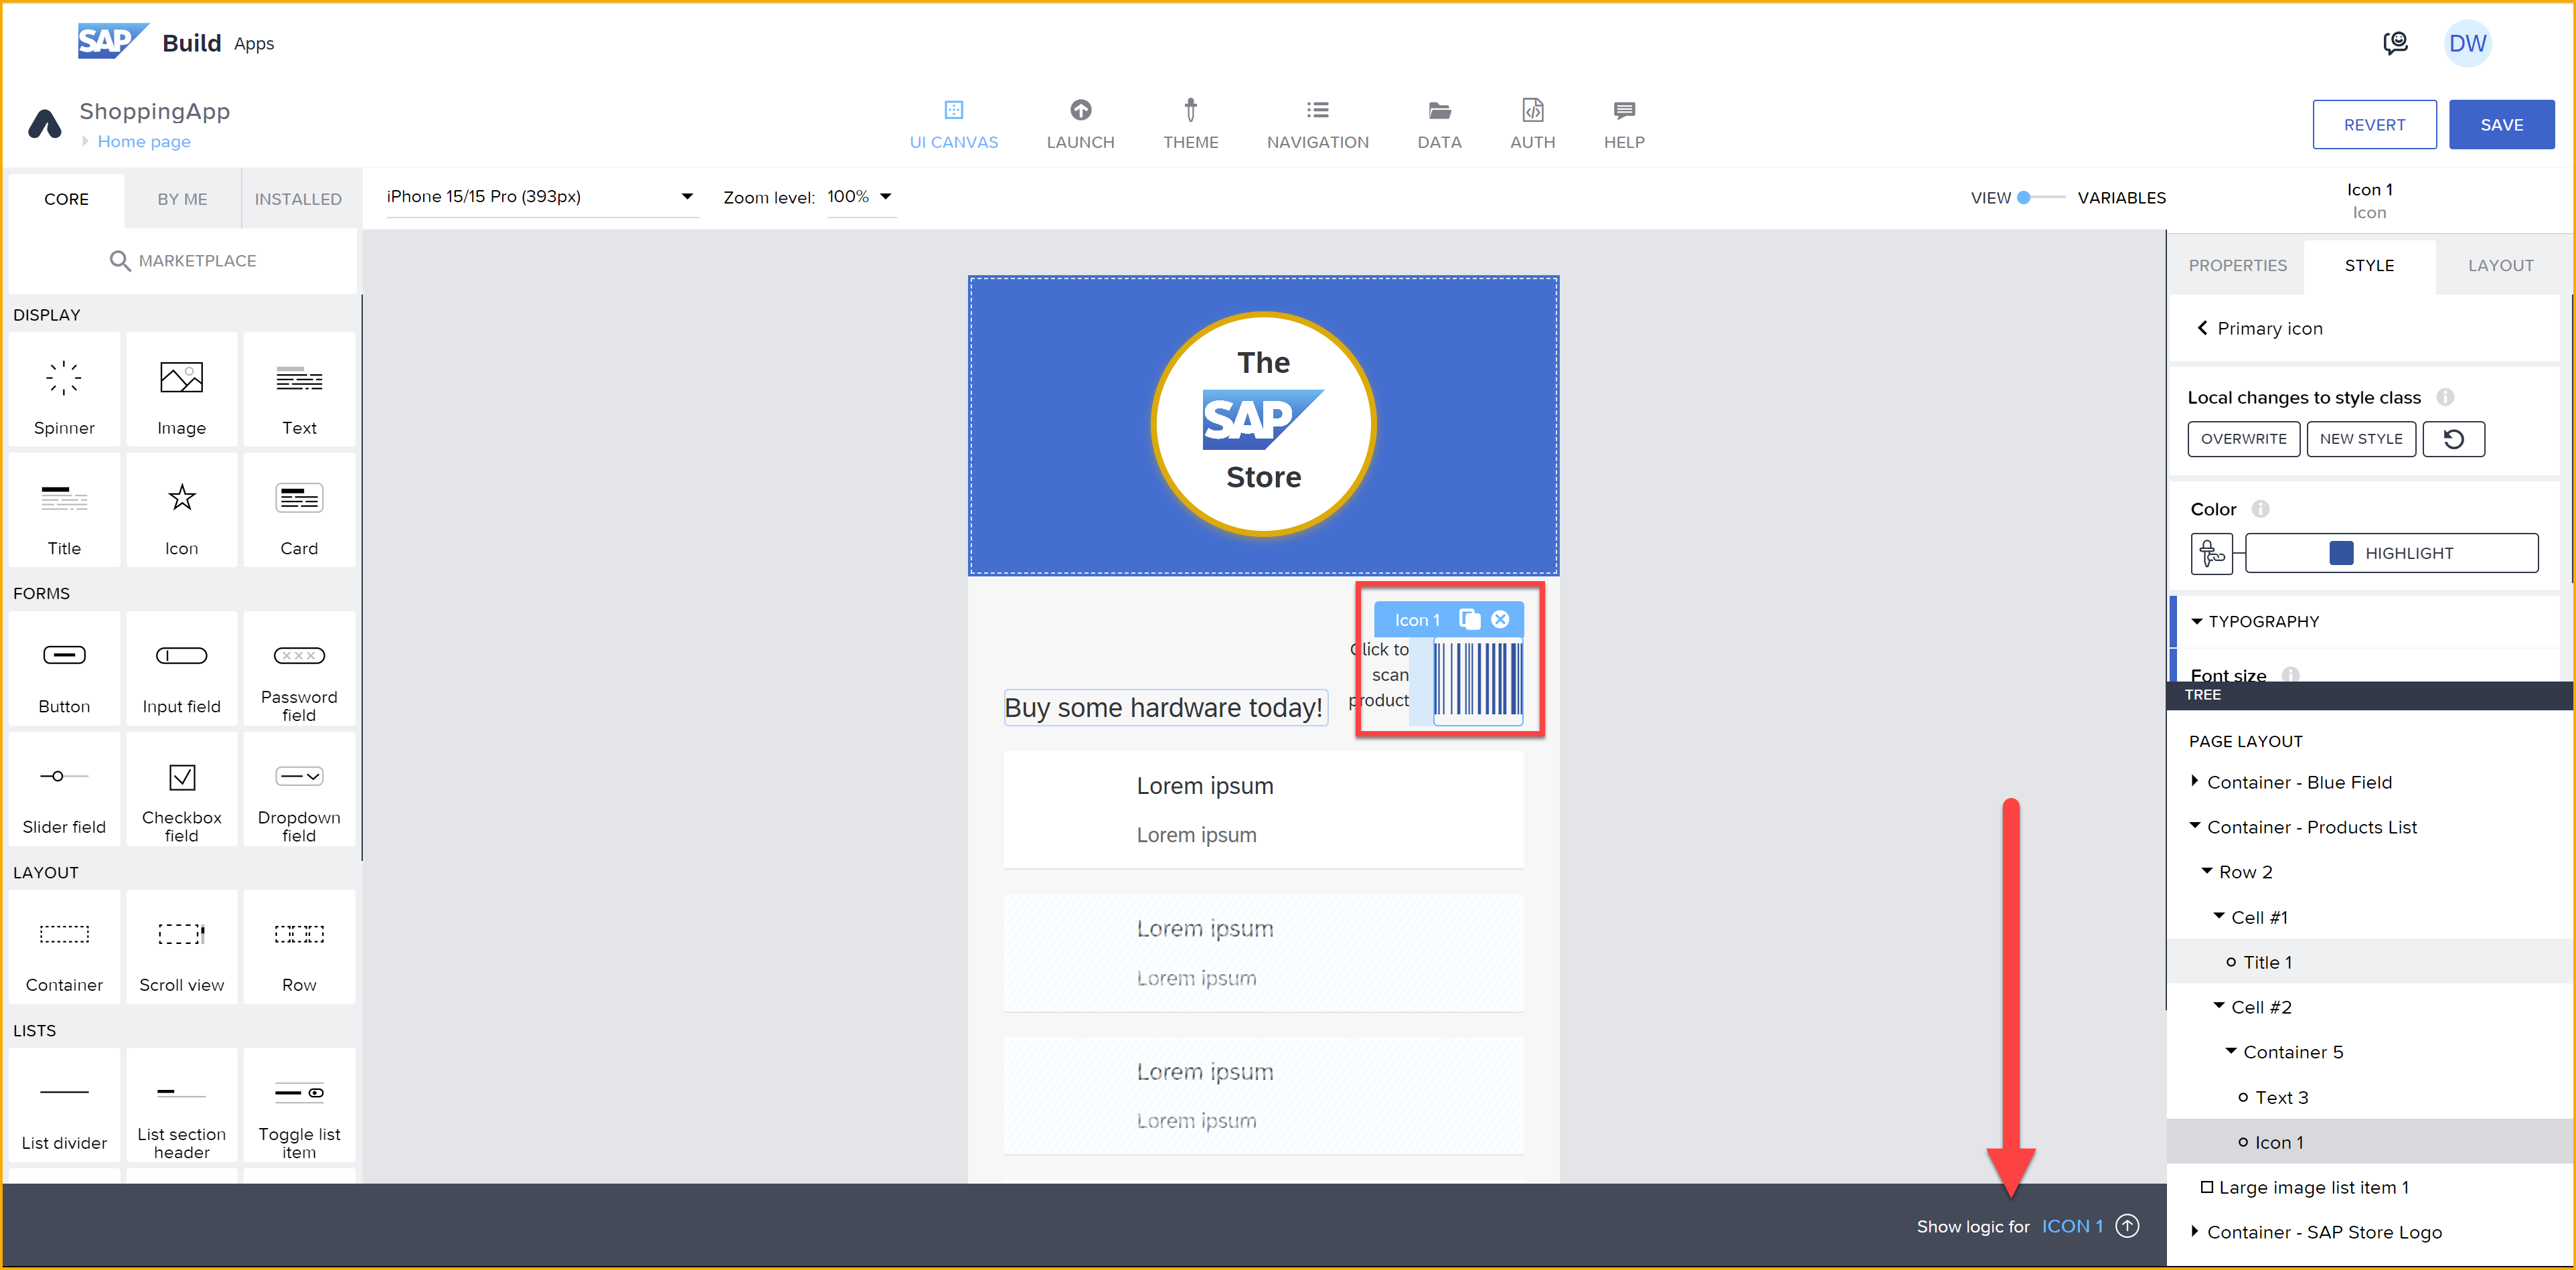 SAP Build Apps
DW
ShoppingApp
Home page
UI CANVAS
LAUNCH
THEME
NAVIGATION
DATA
AUTH
HELP
REVERT
SAVE
CORE
BY ME
INSTALLED
MARKETPLACE
iPhone 15/15 Pro (393px)
Zoom level: 100%
VIEW
VARIABLES
DISPLAY
Spinner
Image
Text
Title
Icon
Card
FORMS
Button
Input field
Password
field
Slider field
Checkbox
field
Dropdown
field
LAYOUT
Container
Scroll view
Row
LISTS
List divider
List section
header
Toggle list
item
The
SAP
Store
Icon 1
Click to
scan
product
Buy some hardware today!
Lorem ipsum
Lorem ipsum
Lorem ipsum
Lorem ipsum
Lorem ipsum
Lorem ipsum
Show logic for ICON 1
Icon 1
Icon
PROPERTIES
STYLE
LAYOUT
Primary icon
Local changes to style class
OVERWRITE
NEW STYLE
Color
HIGHLIGHT
TYPOGRAPHY
Font size
TREE
PAGE LAYOUT
Container - Blue Field
Container - Products List
Row 2
Cell #1
Title 1
Cell #2
Container 5
Text 3
Icon 1
Large image list item 1
Container - SAP Store Logo